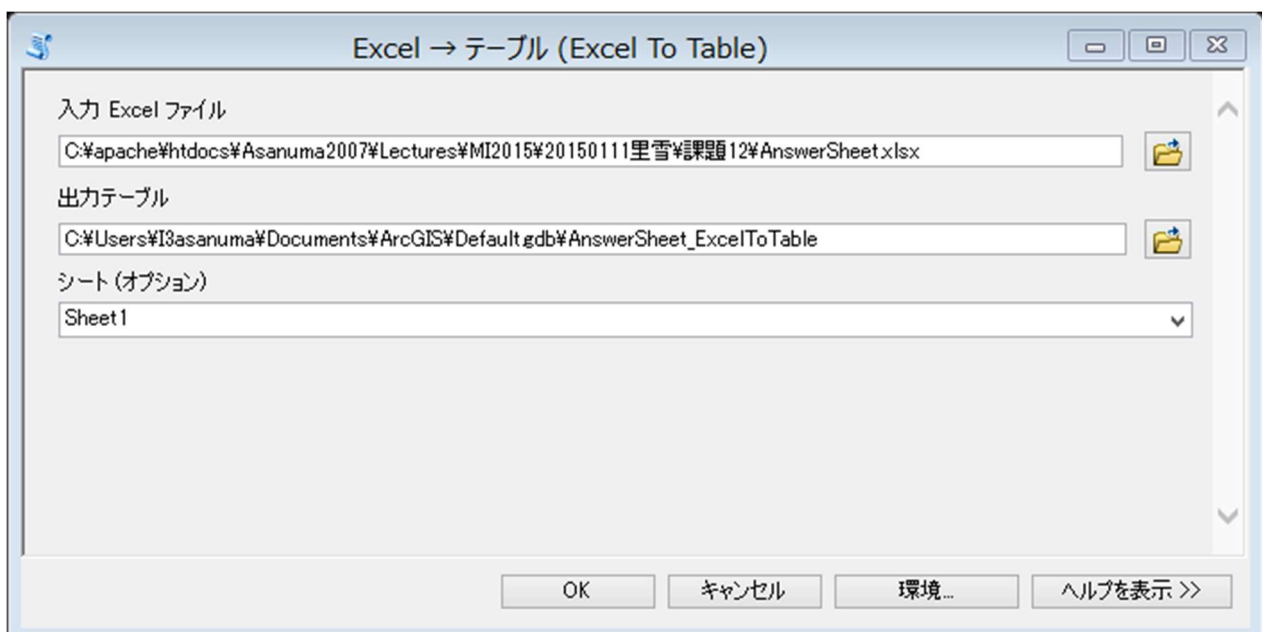 Excel → テーブル (Excel To Table)
入力 Excel ファイル
C:¥apache¥htdocs¥Asanuma2007¥Lectures¥MI2015¥20150111里雪¥課題12¥AnswerSheet.xlsx
出力テーブル
C:¥Users¥I3asanuma¥Documents¥ArcGIS¥Default.gdb¥AnswerSheet_ExcelToTable
シート (オプション)
Sheet1
OK キャンセル 環境... ヘルプを表示 >>